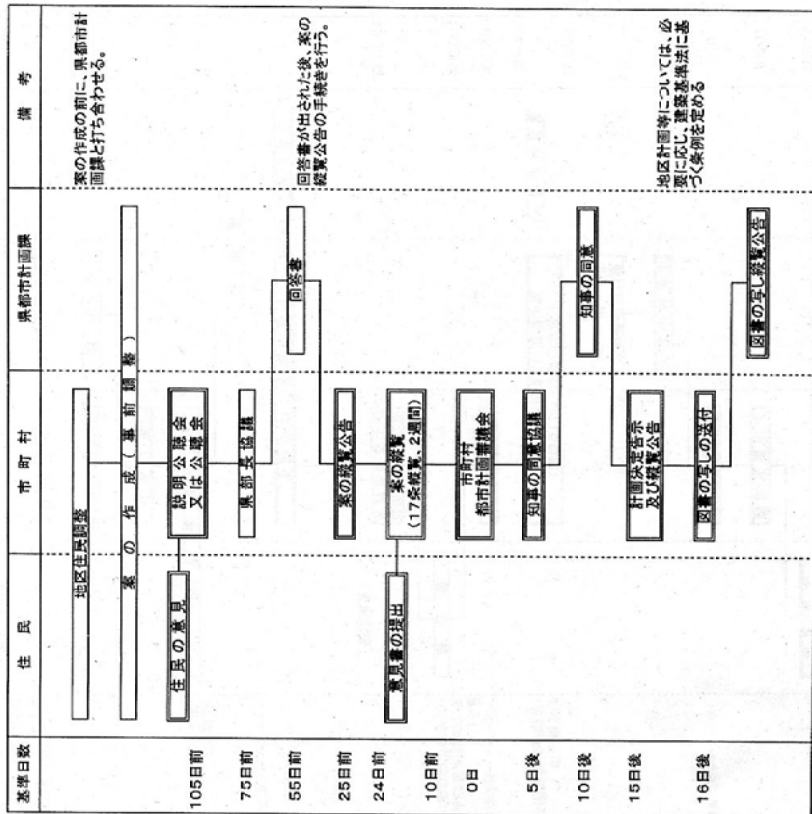 基準日数
住民
市町村
県都市計画課
備考
地区住民調整
案の作成(事前調整)
案の作成の前に、県都市計
画課と打ち合わせる。
105日前
住民の意見
説明公聴会
又は公聴会
75日前
県部長協議
55日前
回答書
回答書が出された後、案の
縦覧公告の手続きを行う。
25日前
案の縦覧公告
24日前
意見書の提出
案の縦覧
(17条縦覧、2週間)
10日前
0日
市町村
都市計画審議会
5日後
知事の同意協議
10日後
知事の同意
15日後
計画決定告示
及び縦覧公告
地区計画等については、必
要に応じ、建築基準法に基
づく条例を定める
16日後
図書の写しの送付
図書の写し縦覧公告